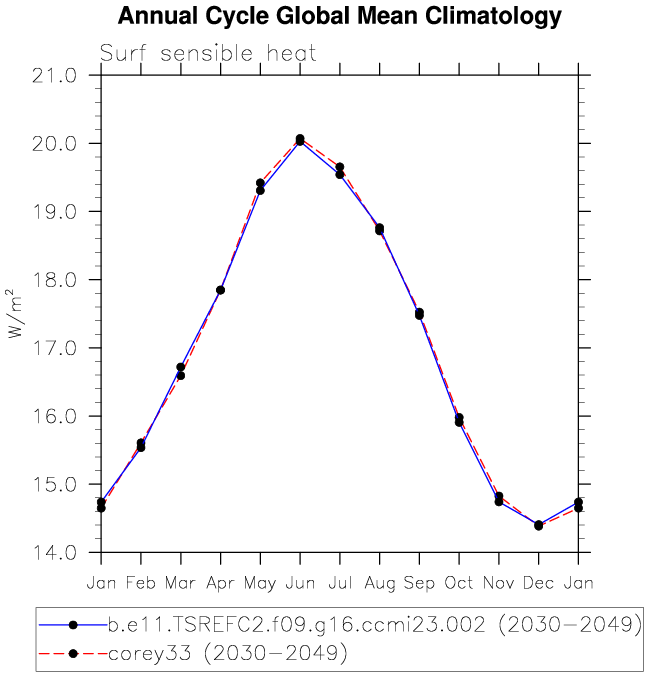 Annual Cycle Global Mean Climatology
Surf sensible heat
21.0
20.0
19.0
18.0
17.0
16.0
15.0
14.0
W/m²
Jan Feb Mar Apr May Jun Jul Aug Sep Oct Nov Dec Jan
b.e11.TSREFC2.f09.g16.ccmi23.002 (2030−2049)
corey33 (2030−2049)